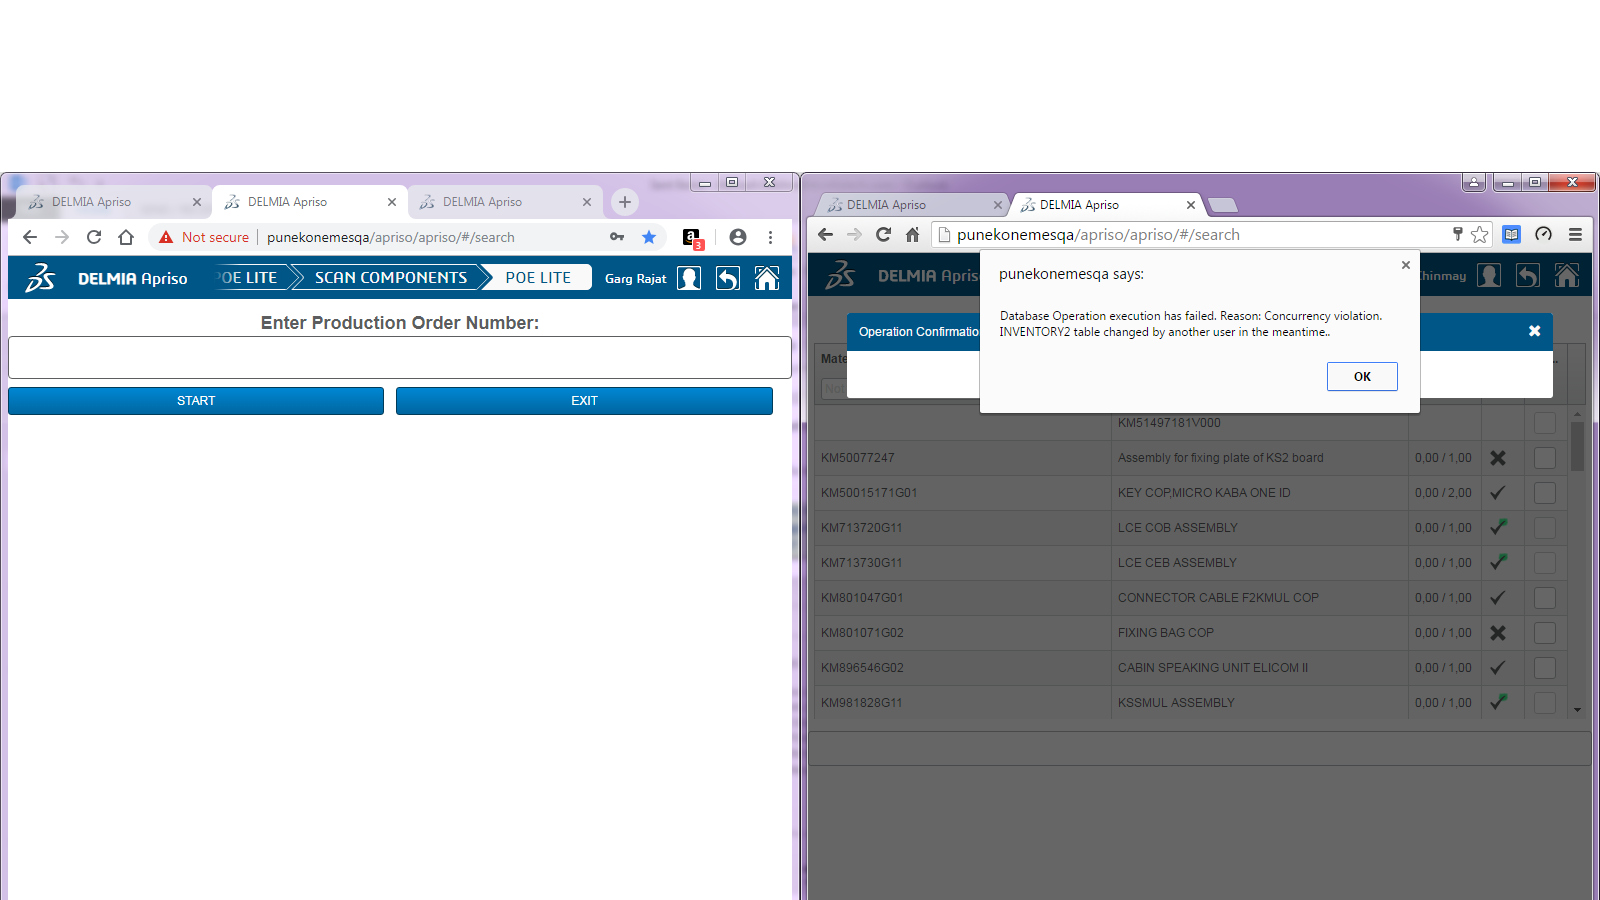 DELMIA Apriso
DELMIA Apriso
DELMIA Apriso
Not secure
punekonemesqa/apriso/apriso/#/search
3
DELMIA Apriso
POE LITE
SCAN COMPONENTS
POE LITE
Garg Rajat
Enter Production Order Number:
START
EXIT
DELMIA Apriso
DELMIA Apriso
punekonemesqa/apriso/apriso/#/search
DELMIA Apris
Chinmay
punekonemesqa says:
Database Operation execution has failed. Reason: Concurrency violation.
INVENTORY2 table changed by another user in the meantime..
OK
Operation Confirmatio
Mate
KM51497181V000
KM50077247 Assembly for fixing plate of KS2 board 0,00 / 1,00
KM50015171G01 KEY COP,MICRO KABA ONE ID 0,00 / 2,00
KM713720G11 LCE COB ASSEMBLY 0,00 / 1,00
KM713730G11 LCE CEB ASSEMBLY 0,00 / 1,00
KM801047G01 CONNECTOR CABLE F2KMUL COP 0,00 / 1,00
KM801071G02 FIXING BAG COP 0,00 / 1,00
KM896546G02 CABIN SPEAKING UNIT ELICOM II 0,00 / 1,00
KM981828G11 KSSMUL ASSEMBLY 0,00 / 1,00